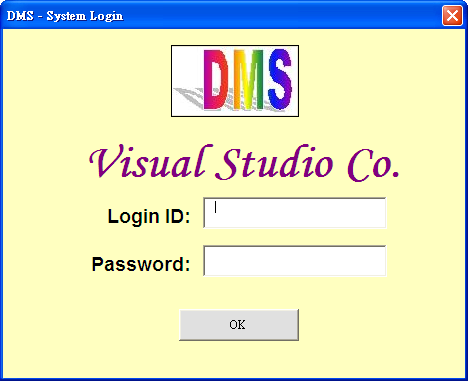 DMS - System Login
DMS
Visual Studio Co.
Login ID:
Password:
OK